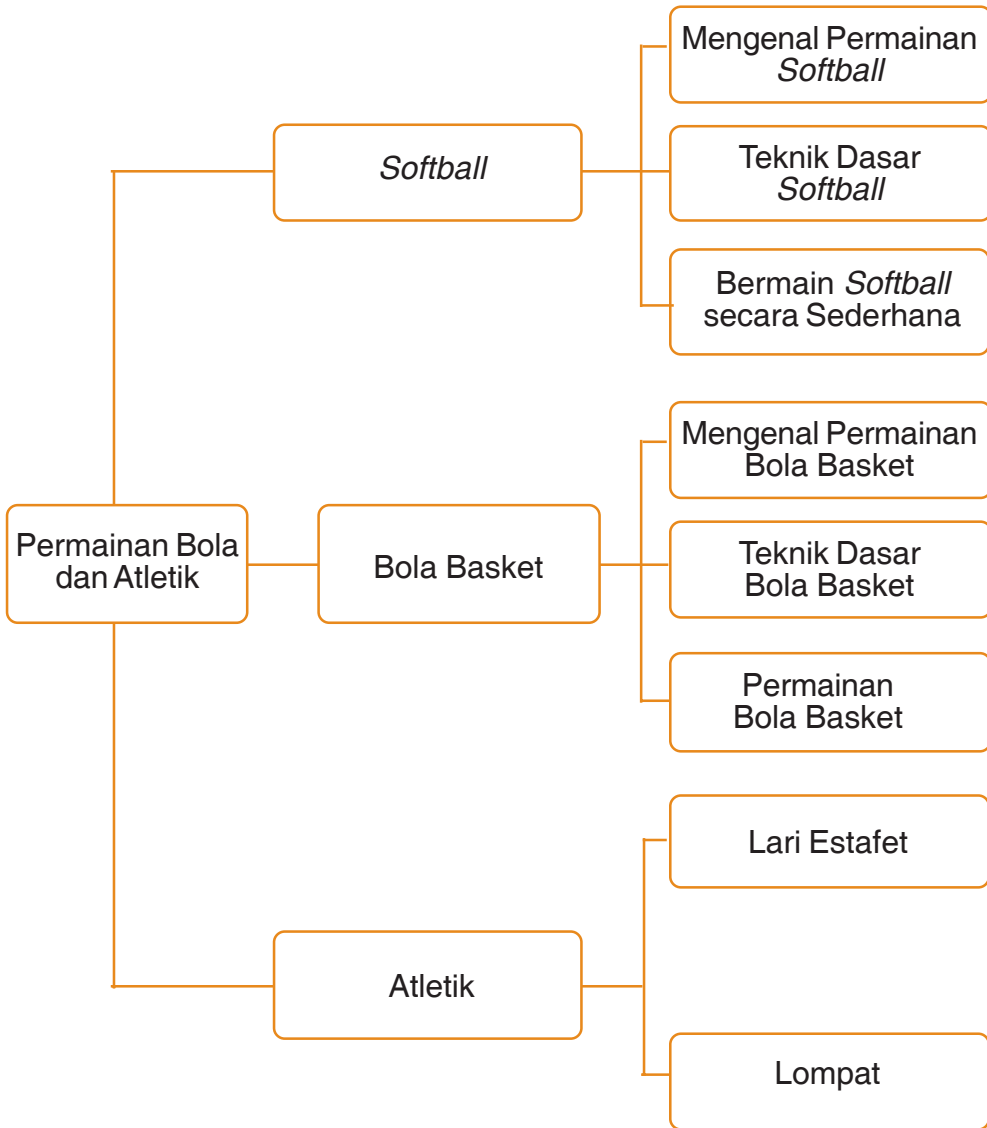 Permainan Bola
dan Atletik
Softball
Mengenal Permainan
Softball
Teknik Dasar
Softball
Bermain Softball
secara Sederhana
Bola Basket
Mengenal Permainan
Bola Basket
Teknik Dasar
Bola Basket
Permainan
Bola Basket
Atletik
Lari Estafet
Lompat